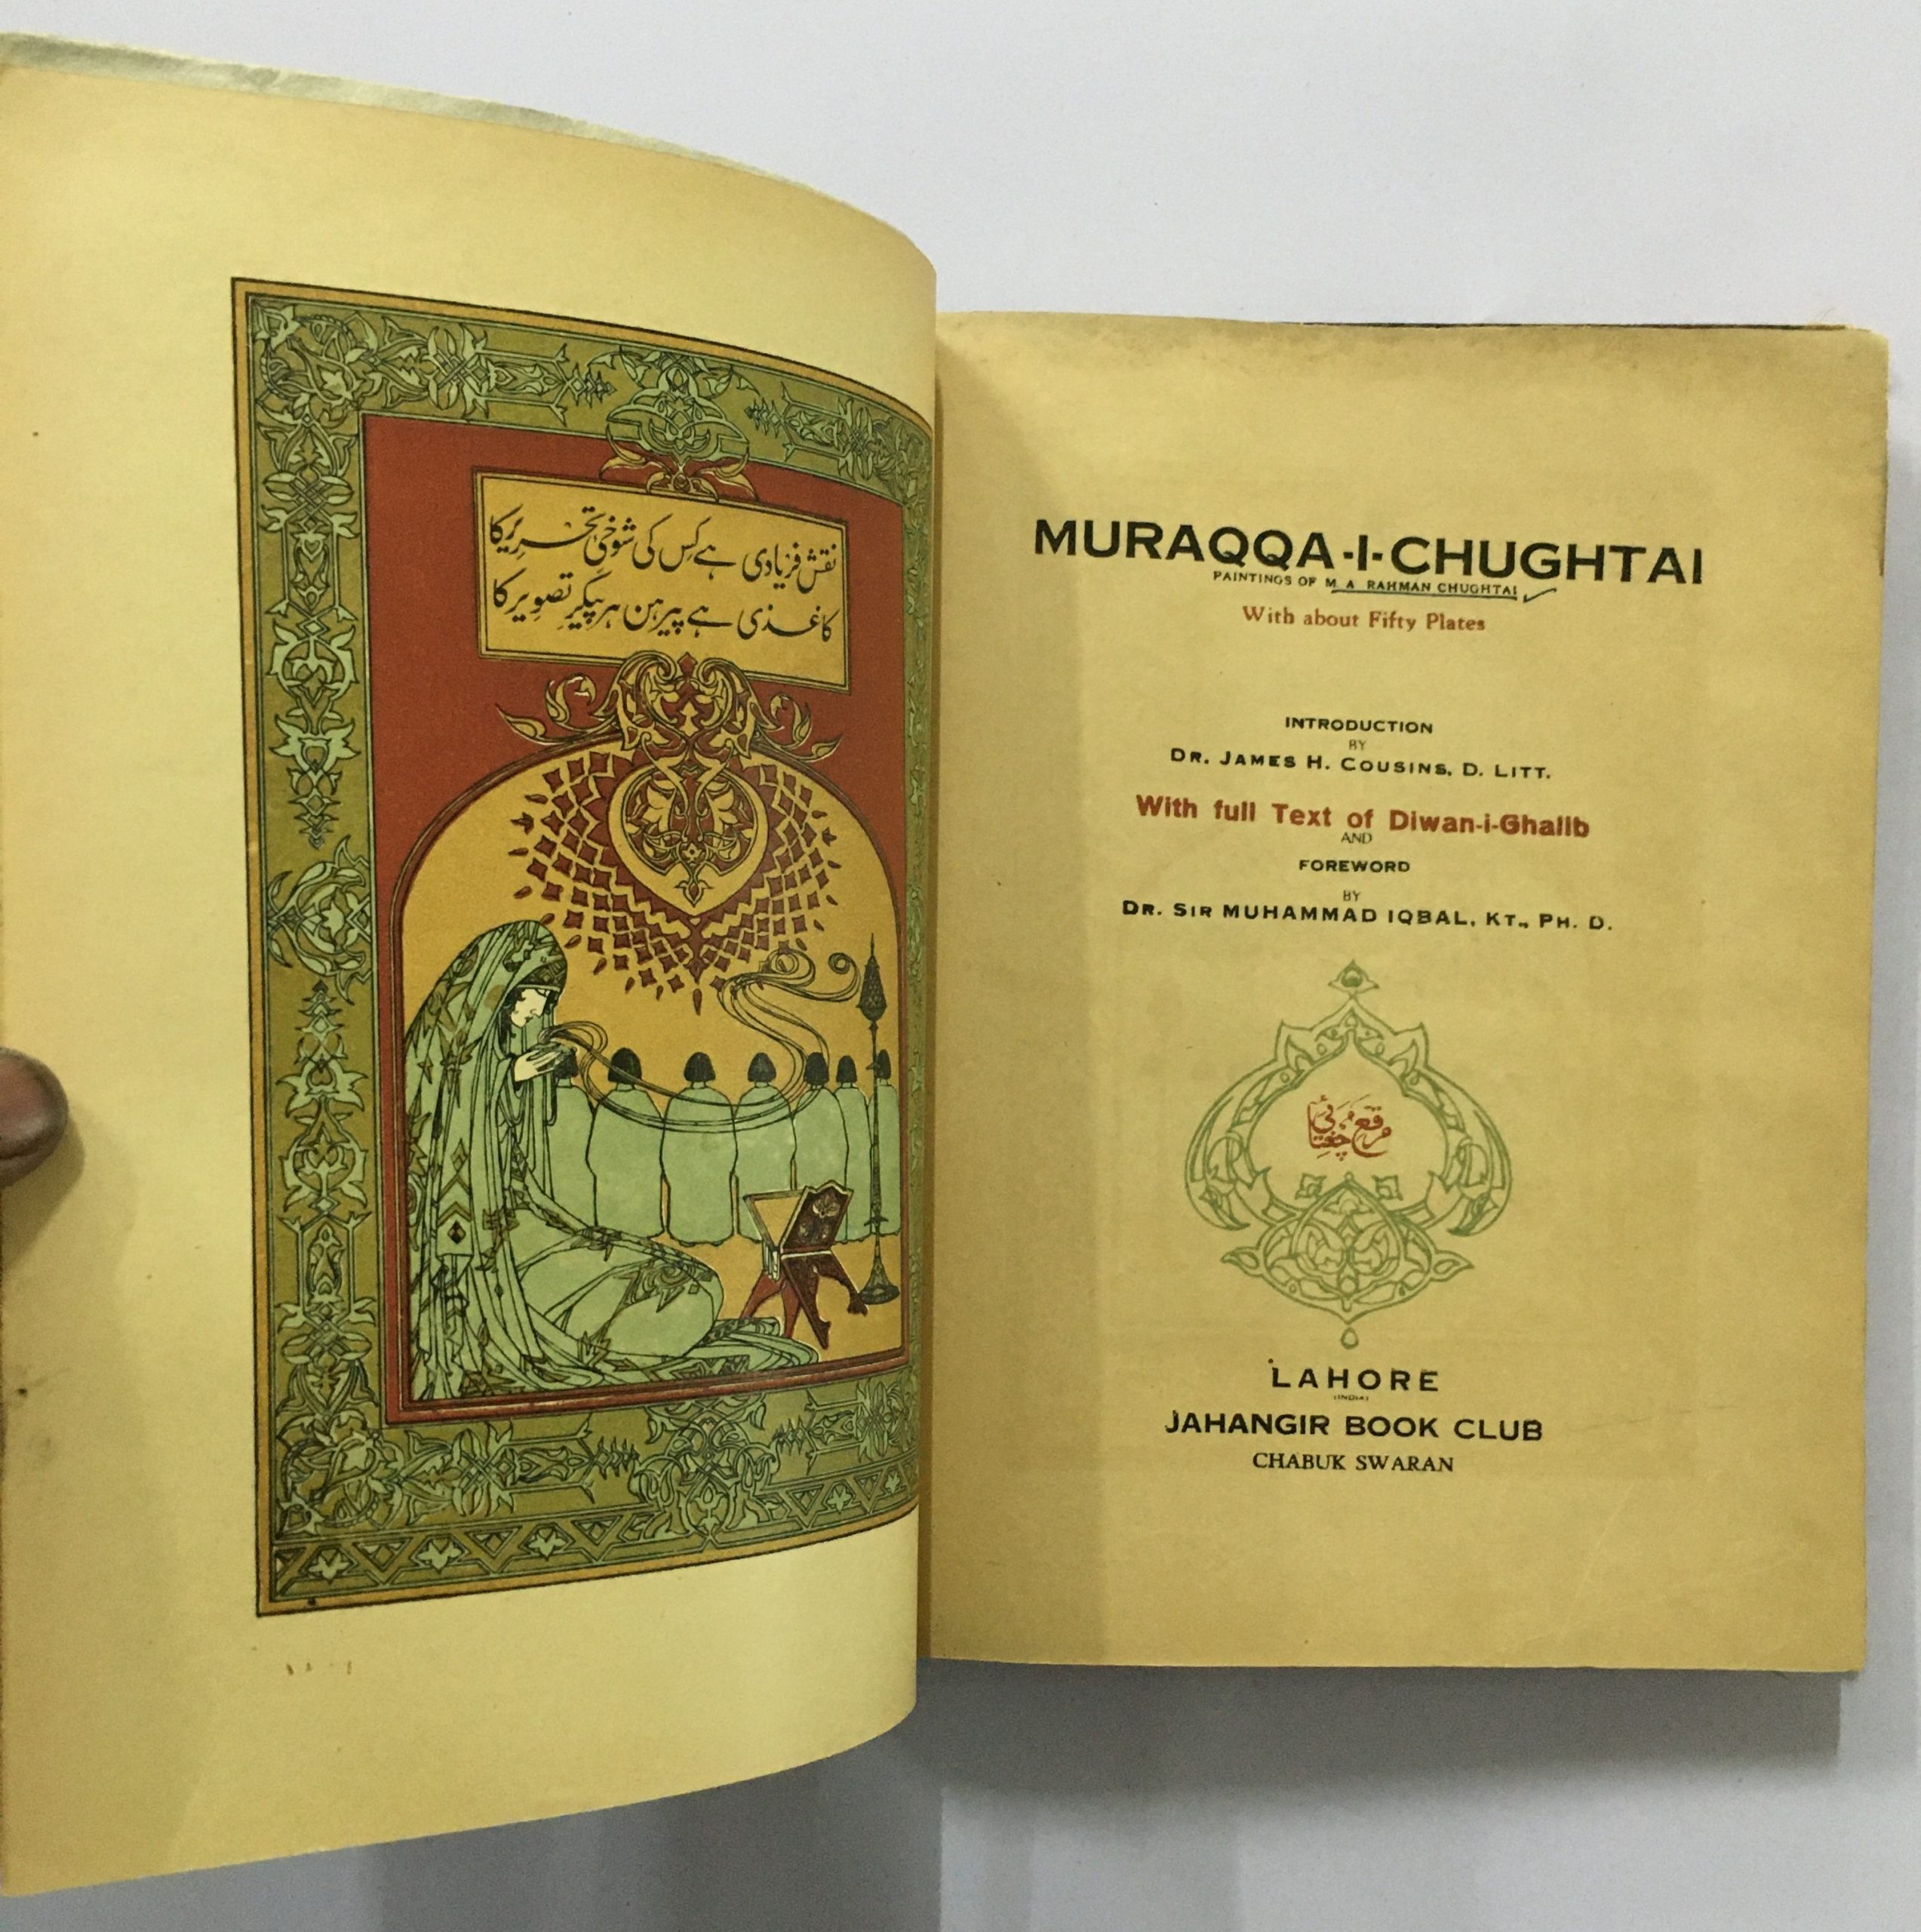 نقش فریادی ہے کس کی شوخیِ تحریر کا
کاغذی ہے پیرہن ہر پیکرِ تصویر کا
MURAQQA-I-CHUGHTAI
PAINTINGS OF M. A. RAHMAN CHUGHTAI
With about Fifty Plates
INTRODUCTION
BY
DR. JAMES H. COUSINS, D. LITT.
With full Text of Diwan-i-Ghalib
AND
FOREWORD
BY
DR. SIR MUHAMMAD IQBAL, KT., PH. D.
مرقع چغتائی
LAHORE
(INDIA)
JAHANGIR BOOK CLUB
CHABUK SWARAN